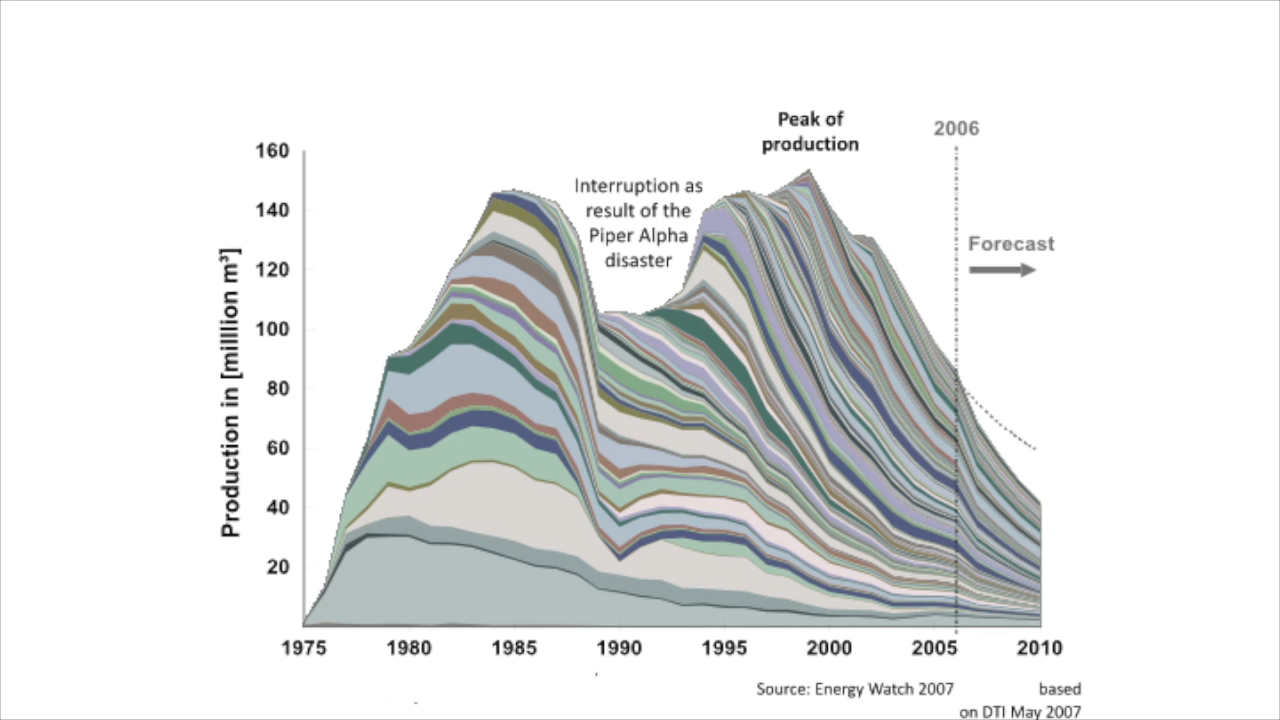 Peak of
production
2006
Interruption as
result of the
Piper Alpha
disaster
Forecast
Production in [milllion m³]
160
140
120
100
80
60
40
20
1975 1980 1985 1990 1995 2000 2005 2010
Source: Energy Watch 2007 based
on DTI May 2007